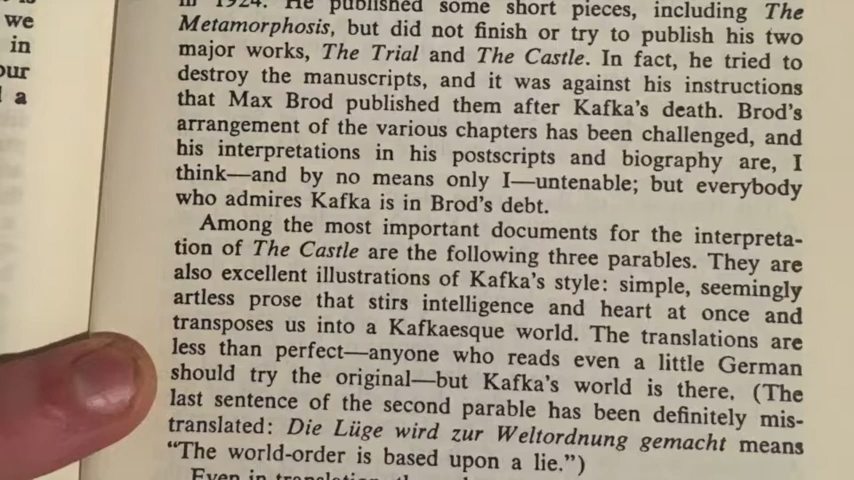 we
in
our
a
in 1924. He published some short pieces, including The
Metamorphosis, but did not finish or try to publish his two
major works, The Trial and The Castle. In fact, he tried to
destroy the manuscripts, and it was against his instructions
that Max Brod published them after Kafka's death. Brod's
arrangement of the various chapters has been challenged, and
his interpretations in his postscripts and biography are, I
think—and by no means only I—untenable; but everybody
who admires Kafka is in Brod's debt.
Among the most important documents for the interpreta-
tion of The Castle are the following three parables. They are
also excellent illustrations of Kafka's style: simple, seemingly
artless prose that stirs intelligence and heart at once and
transposes us into a Kafkaesque world. The translations are
less than perfect—anyone who reads even a little German
should try the original—but Kafka's world is there. (The
last sentence of the second parable has been definitely mis-
translated: Die Lüge wird zur Weltordnung gemacht means
"The world-order is based upon a lie.")
Even in translation